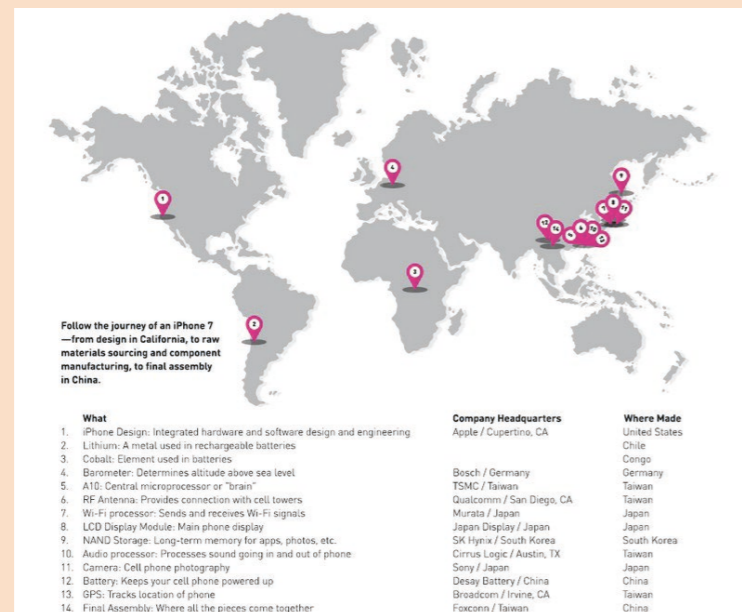 1
4
9
8
3
2
Follow the journey of an iPhone 7
—from design in California, to raw
materials sourcing and component
manufacturing, to final assembly
in China.
What Company Headquarters Where Made
1. iPhone Design: Integrated hardware and software design and engineering Apple / Cupertino, CA United States
2. Lithium: A metal used in rechargeable batteries Chile
3. Cobalt: Element used in batteries Congo
4. Barometer: Determines altitude above sea level Bosch / Germany Germany
5. A10: Central microprocessor or "brain" TSMC / Taiwan Taiwan
6. RF Antenna: Provides connection with cell towers Qualcomm / San Diego, CA Taiwan
7. Wi-Fi processor: Sends and receives Wi-Fi signals Murata / Japan Japan
8. LCD Display Module: Main phone display Japan Display / Japan Japan
9. NAND Storage: Long-term memory for apps, photos, etc. SK Hynix / South Korea South Korea
10. Audio processor: Processes sound going in and out of phone Cirrus Logic / Austin, TX Taiwan
11. Camera: Cell phone photography Sony / Japan Japan
12. Battery: Keeps your cell phone powered up Desay Battery / China China
13. GPS: Tracks location of phone Broadcom / Irvine, CA Taiwan
14. Final Assembly: Where all the pieces come together Foxconn / Taiwan China